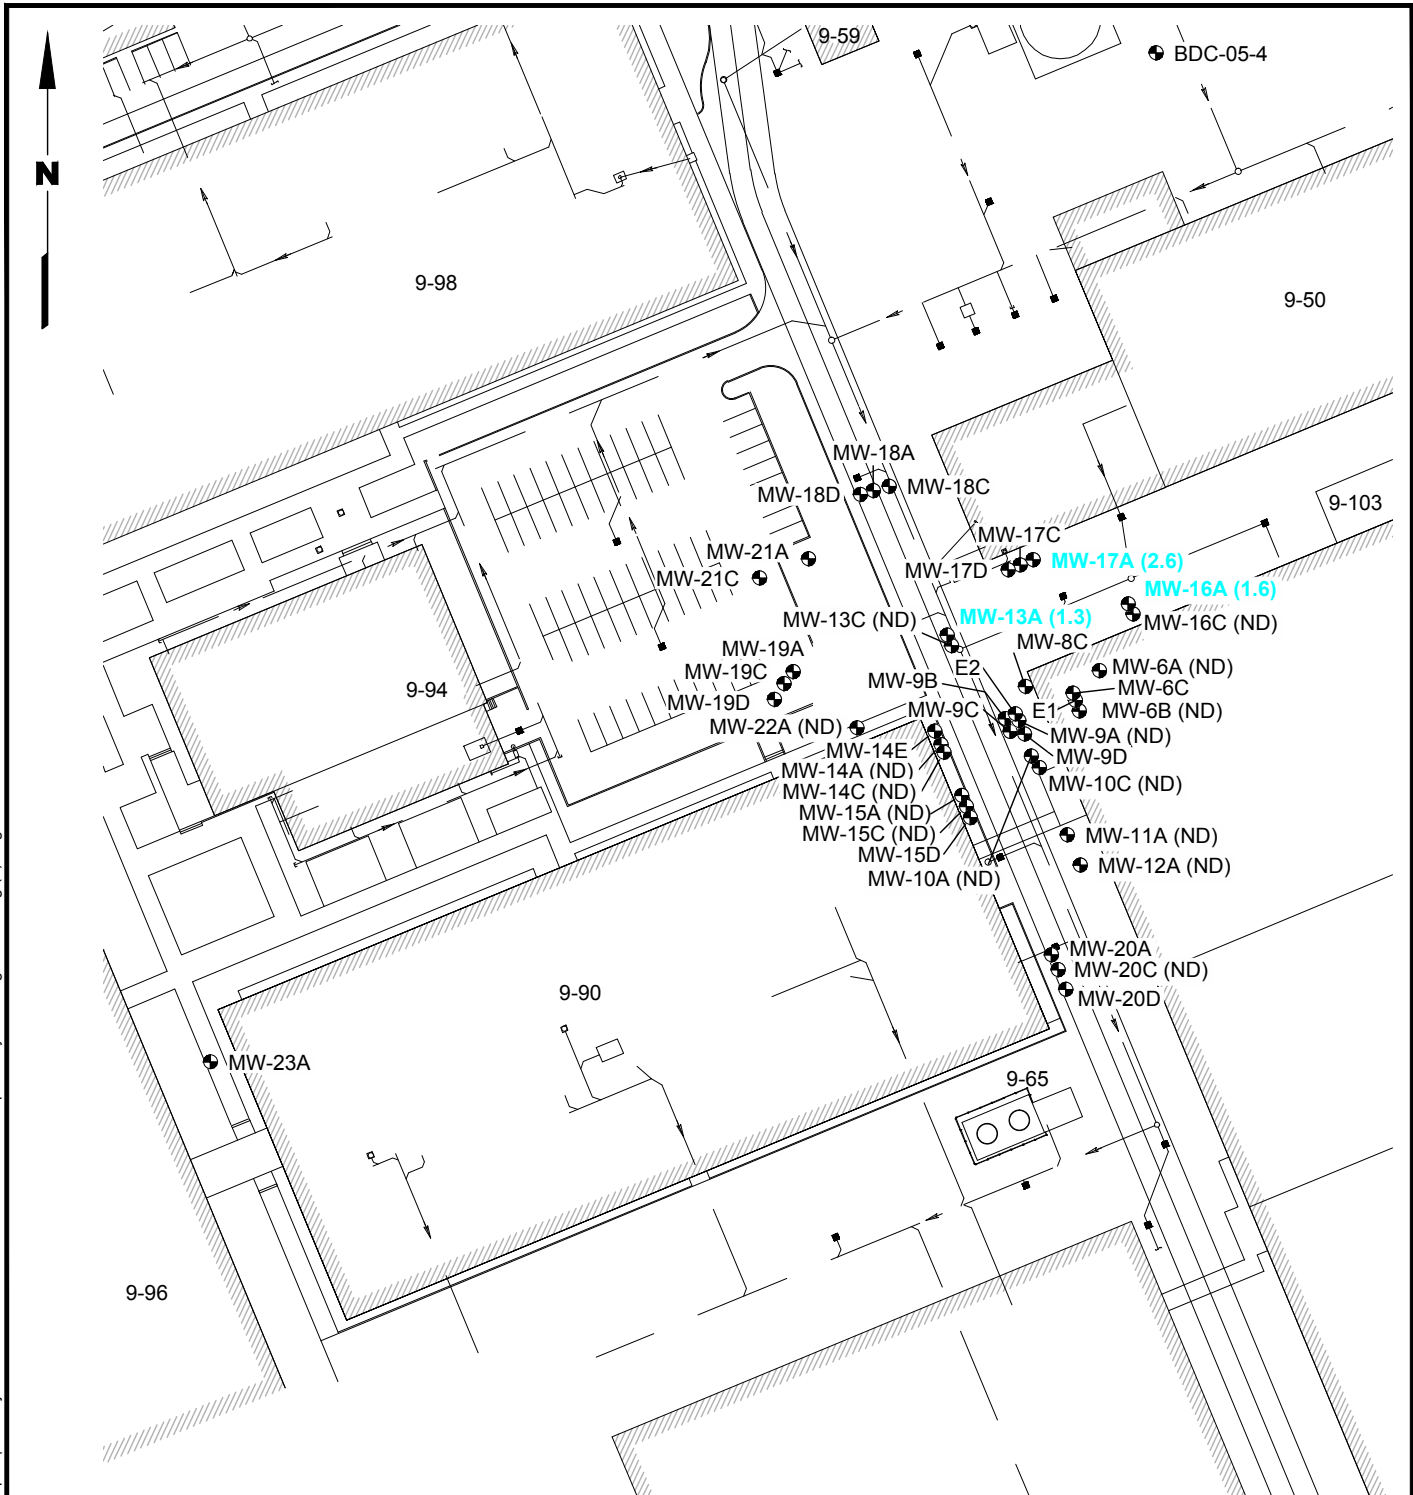 9-59
BDC-05-4
N
9-98
9-50
MW-18A
MW-18D
MW-18C
9-103
MW-17C
MW-21A
MW-17A (2.6)
MW-17D
MW-21C
MW-16A (1.6)
MW-13C (ND)
MW-13A (1.3)
MW-16C (ND)
MW-8C
MW-19A
E2
MW-6A (ND)
MW-19C
MW-9B
MW-6C
9-94
MW-19D
MW-9C
E1
MW-6B (ND)
MW-22A (ND)
MW-9A (ND)
MW-14E
MW-9D
MW-14A (ND)
MW-10C (ND)
MW-14C (ND)
MW-15A (ND)
MW-15C (ND)
MW-11A (ND)
MW-15D
MW-12A (ND)
MW-10A (ND)
MW-20A
MW-20C (ND)
9-90
MW-20D
MW-23A
9-65
9-96